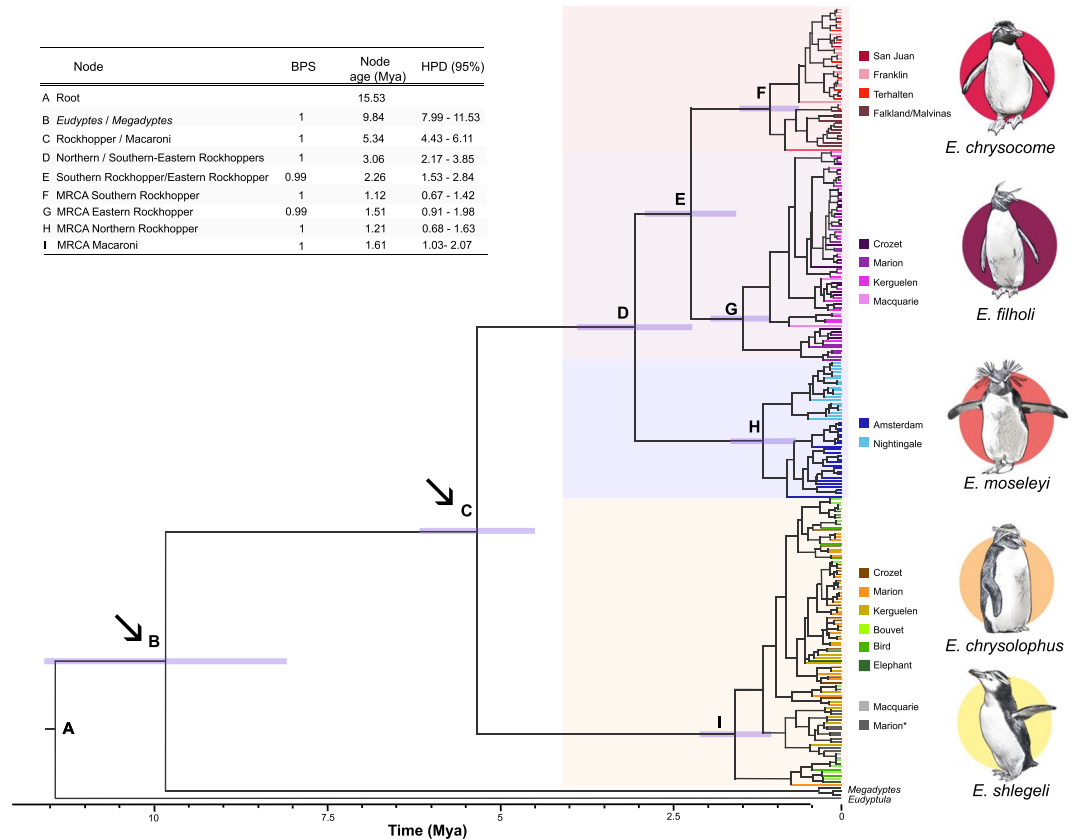 Node BPS Node age (Mya) HPD (95%)
A Root 15.53
B Eudyptes / Megadyptes 1 9.84 7.99 - 11.53
C Rockhopper / Macaroni 1 5.34 4.43 - 6.11
D Northern / Southern-Eastern Rockhoppers 1 3.06 2.17 - 3.85
E Southern Rockhopper/Eastern Rockhopper 0.99 2.26 1.53 - 2.84
F MRCA Southern Rockhopper 1 1.12 0.67 - 1.42
G MRCA Eastern Rockhopper 0.99 1.51 0.91 - 1.98
H MRCA Northern Rockhopper 1 1.21 0.68 - 1.63
I MRCA Macaroni 1 1.61 1.03- 2.07
F
E
D
G
H
C
B
I
A
San Juan
Franklin
Terhalten
Falkland/Malvinas
E. chrysocome
Crozet
Marion
Kerguelen
Macquarie
E. filholi
Amsterdam
Nightingale
E. moseleyi
Crozet
Marion
Kerguelen
Bouvet
Bird
Elephant
E. chrysolophus
Macquarie
Marion*
E. shlegeli
Megadyptes
Eudyptula
10 7.5 5 2.5 0
Time (Mya)